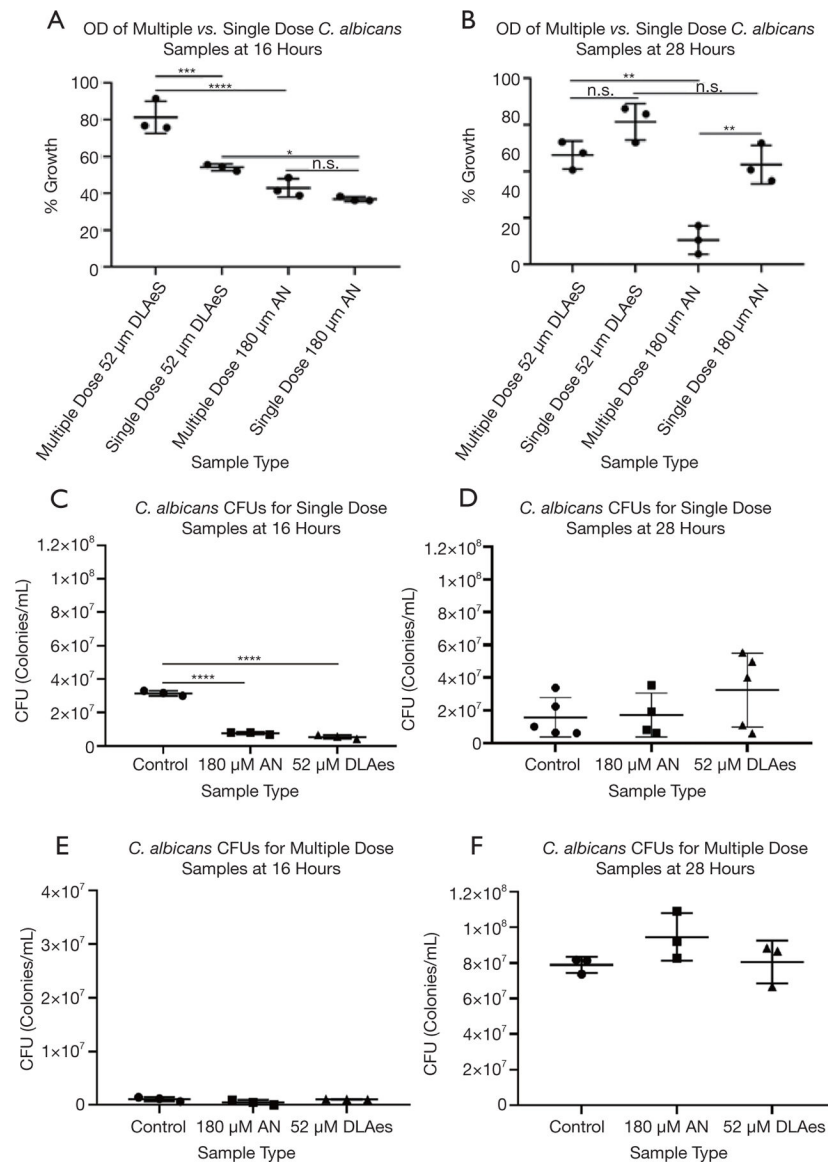 A
OD of Multiple vs. Single Dose C. albicans
Samples at 16 Hours
100
80
60
40
20
0
% Growth
***
****
*
n.s.
Multiple Dose 52 µm DLAeS
Single Dose 52 µm DLAeS
Multiple Dose 180 µm AN
Single Dose 180 µm AN
Sample Type
B
OD of Multiple vs. Single Dose C. albicans
Samples at 28 Hours
100
80
60
40
20
0
% Growth
**
n.s.
n.s.
**
Multiple Dose 52 µm DLAeS
Single Dose 52 µm DLAeS
Multiple Dose 180 µm AN
Single Dose 180 µm AN
Sample Type
C
C. albicans CFUs for Single Dose
Samples at 16 Hours
1.2×10⁸
1×10⁸
8×10⁷
6×10⁷
4×10⁷
2×10⁷
0
CFU (Colonies/mL)
****
****
Control 180 µM AN 52 µM DLAes
Sample Type
D
C. albicans CFUs for Single Dose
Samples at 28 Hours
1.2×10⁸
1×10⁸
8×10⁷
6×10⁷
4×10⁷
2×10⁷
0
CFU (Colonies/mL)
Control 180 µM AN 52 µM DLAes
Sample Type
E
C. albicans CFUs for Multiple Dose
Samples at 16 Hours
4×10⁷
3×10⁷
2×10⁷
1×10⁷
0
CFU (Colonies/mL)
Control 180 µM AN 52 µM DLAes
Sample Type
F
C. albicans CFUs for Multiple Dose
Samples at 28 Hours
1.2×10⁸
1×10⁸
8×10⁷
6×10⁷
4×10⁷
2×10⁷
0
CFU (Colonies/mL)
Control 180 µM AN 52 µM DLAes
Sample Type